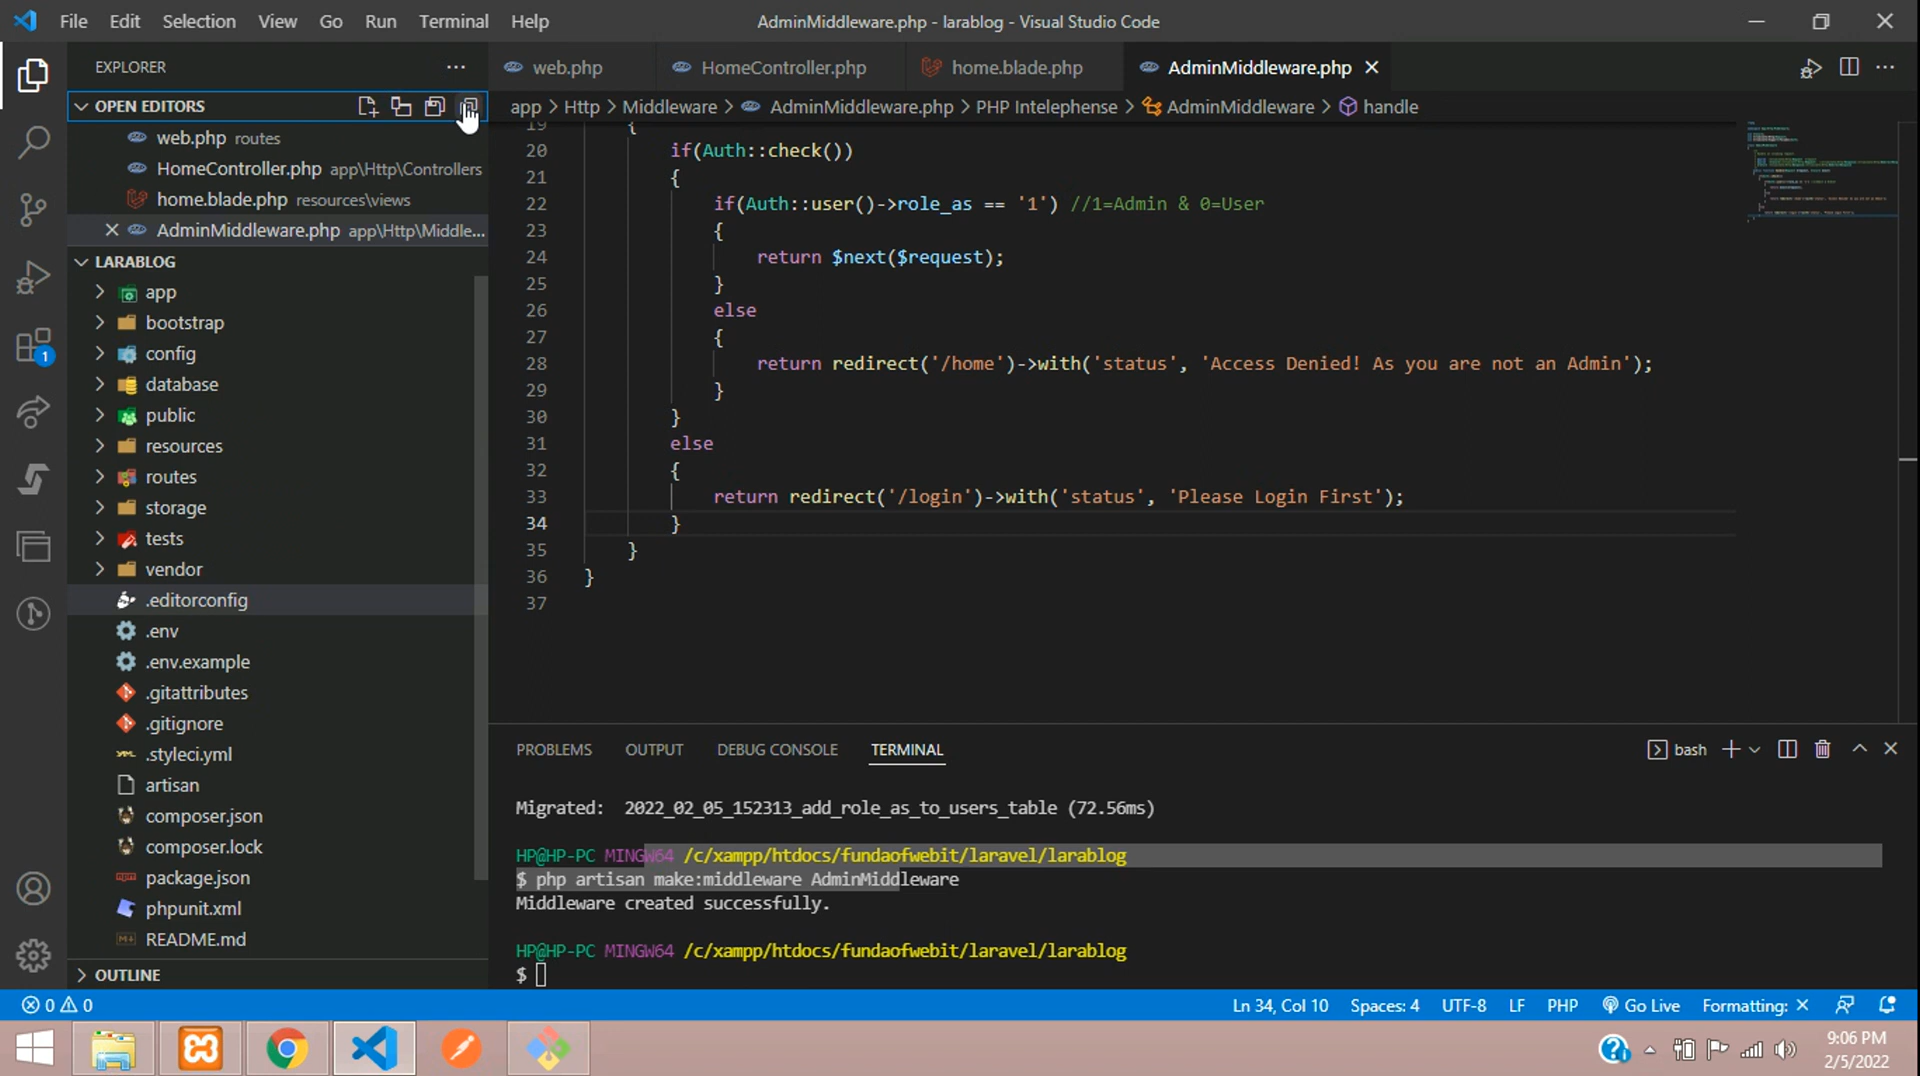 File Edit Selection View Go Run Terminal Help
AdminMiddleware.php - larablog - Visual Studio Code
EXPLORER
web.php
HomeController.php
home.blade.php
AdminMiddleware.php
OPEN EDITORS
app > Http > Middleware > AdminMiddleware.php > PHP Intelephense > AdminMiddleware > handle
web.php routes
HomeController.php app\Http\Controllers
home.blade.php resources\views
AdminMiddleware.php app\Http\Middle...
LARABLOG
app
bootstrap
config
database
public
resources
routes
storage
tests
vendor
.editorconfig
.env
.env.example
.gitattributes
.gitignore
.styleci.yml
artisan
composer.json
composer.lock
package.json
phpunit.xml
README.md
OUTLINE
19 {
20 if(Auth::check())
21 {
22 if(Auth::user()->role_as == '1') //1=Admin & 0=User
23 {
24 return $next($request);
25 }
26 else
27 {
28 return redirect('/home')->with('status', 'Access Denied! As you are not an Admin');
29 }
30 }
31 else
32 {
33 return redirect('/login')->with('status', 'Please Login First');
34 }
35 }
36 }
37
PROBLEMS OUTPUT DEBUG CONSOLE TERMINAL
bash
Migrated: 2022_02_05_152313_add_role_as_to_users_table (72.56ms)
HP@HP-PC MINGW64 /c/xampp/htdocs/fundaofwebit/laravel/larablog
$ php artisan make:middleware AdminMiddleware
Middleware created successfully.
HP@HP-PC MINGW64 /c/xampp/htdocs/fundaofwebit/laravel/larablog
$
0 0
Ln 34, Col 10 Spaces: 4 UTF-8 LF PHP Go Live Formatting: ×
1
9:06 PM
2/5/2022